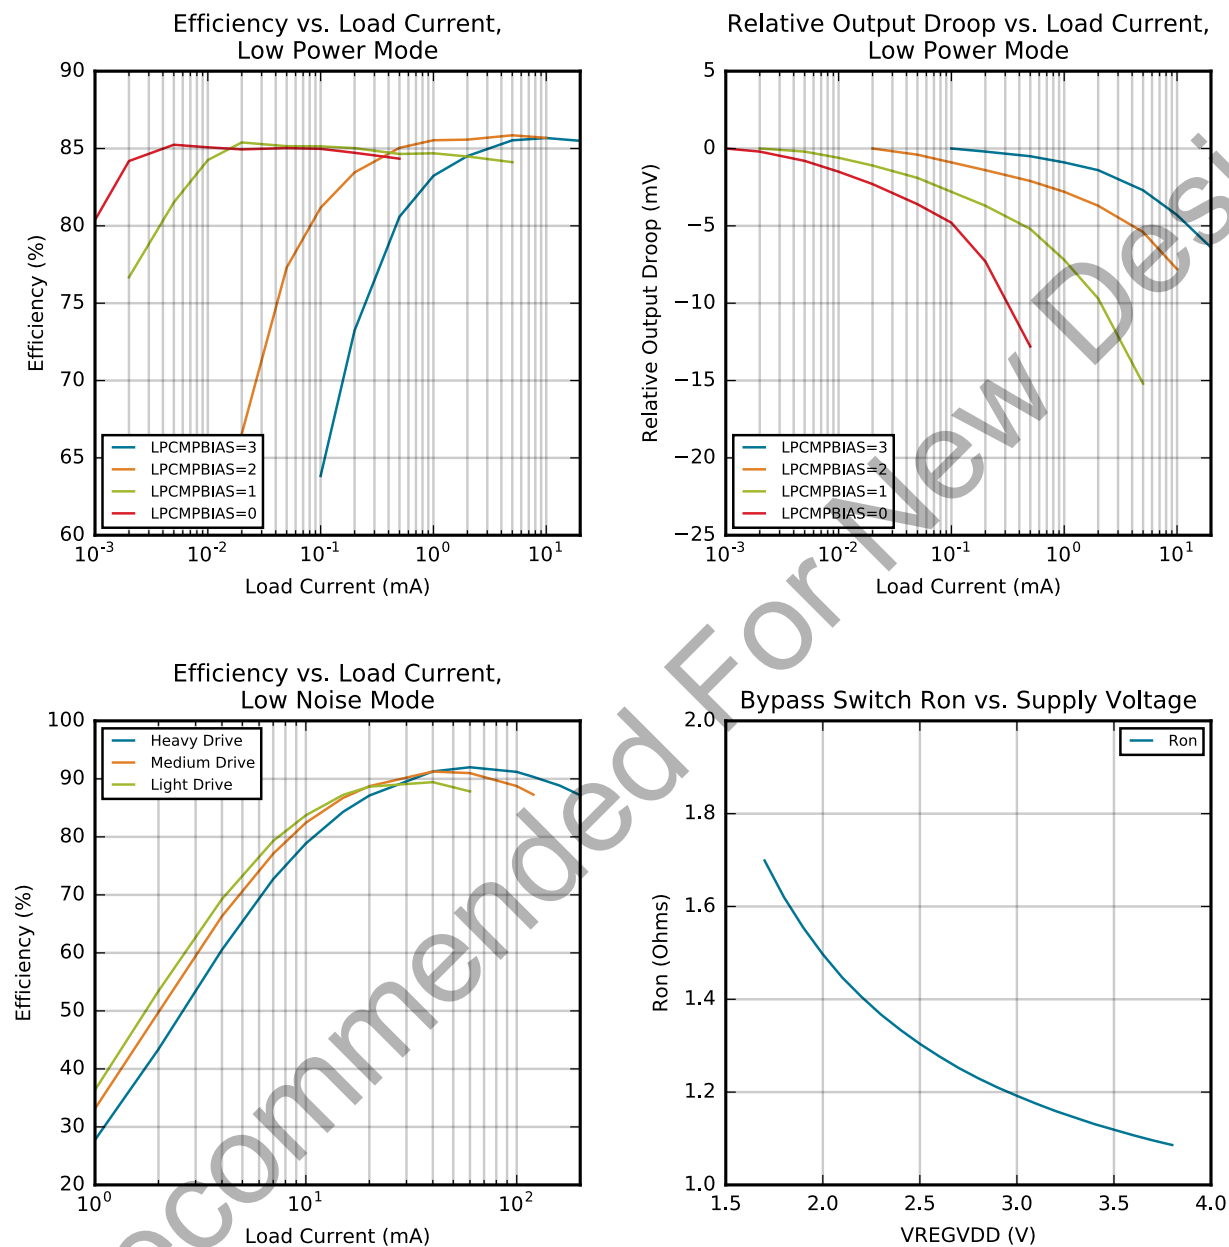 Efficiency vs. Load Current,
Low Power Mode
90
85
80
75
70
65
60
Efficiency (%)
LPCMPBIAS=3
LPCMPBIAS=2
LPCMPBIAS=1
LPCMPBIAS=0
10⁻³ 10⁻² 10⁻¹ 10⁰ 10¹
Load Current (mA)
Relative Output Droop vs. Load Current,
Low Power Mode
5
0
−5
−10
−15
−20
−25
Relative Output Droop (mV)
LPCMPBIAS=3
LPCMPBIAS=2
LPCMPBIAS=1
LPCMPBIAS=0
10⁻³ 10⁻² 10⁻¹ 10⁰ 10¹
Load Current (mA)
Efficiency vs. Load Current,
Low Noise Mode
100
90
80
70
60
50
40
30
20
Efficiency (%)
Heavy Drive
Medium Drive
Light Drive
10⁰ 10¹ 10²
Load Current (mA)
Bypass Switch Ron vs. Supply Voltage
2.0
1.8
1.6
1.4
1.2
1.0
Ron (Ohms)
Ron
1.5 2.0 2.5 3.0 3.5 4.0
VREGVDD (V)
ecommended For New Desi